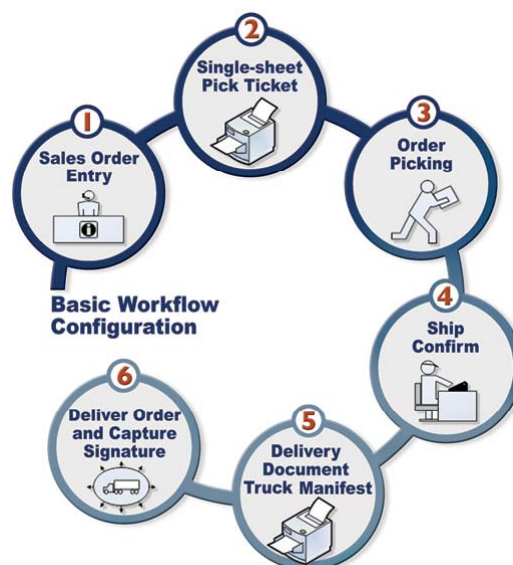 1
Sales Order
Entry
2
Single-sheet
Pick Ticket
3
Order
Picking
4
Ship
Confirm
5
Delivery
Document
Truck Manifest
6
Deliver Order
and Capture
Signature
Basic Workflow
Configuration